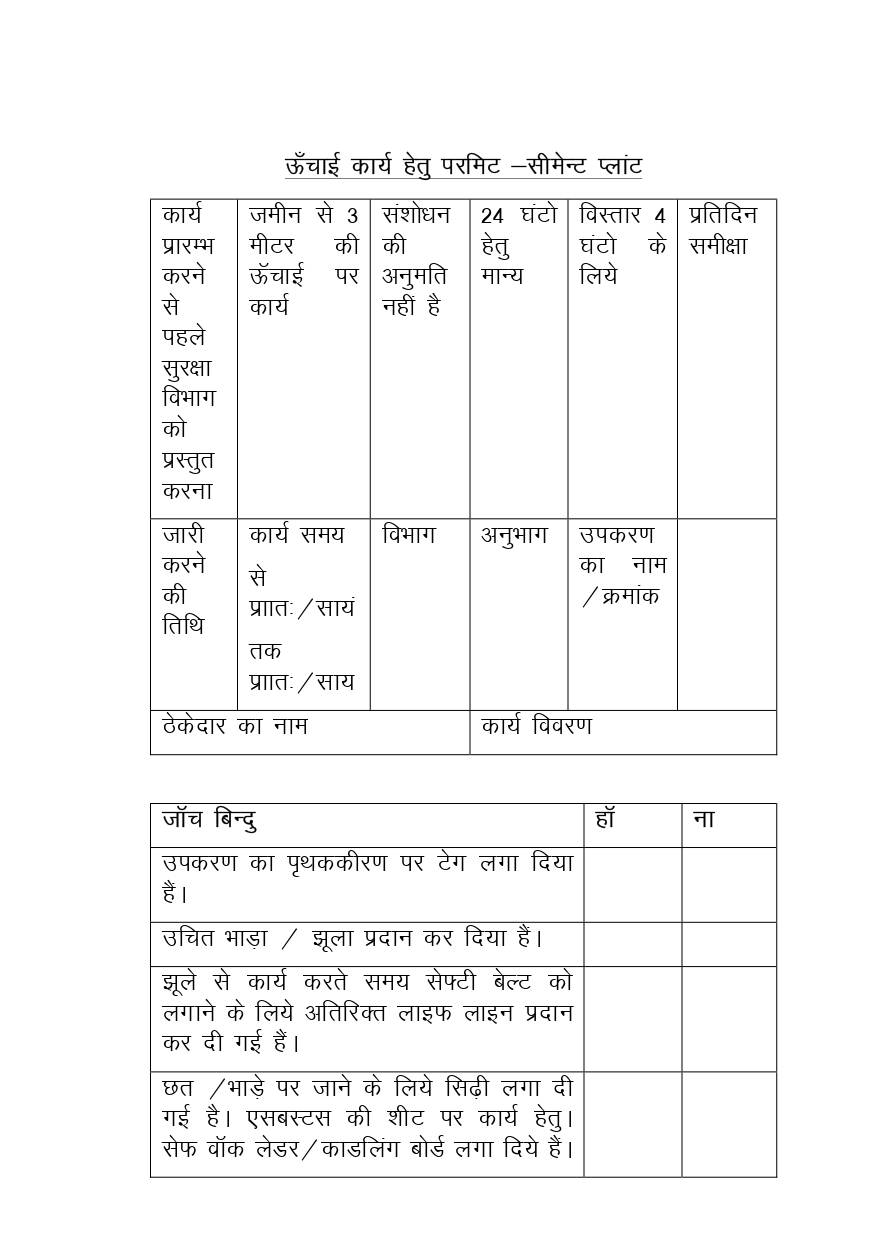 ऊँचाई कार्य हेतु परमिट –सीमेन्ट प्लांट
कार्य
प्रारम्भ
करने
से
पहले
सुरक्षा
विभाग
को
प्रस्तुत
करना
जमीन से 3
मीटर की
ऊॅचाई पर
कार्य
संशोधन
की
अनुमति
नहीं है
24 घंटो
हेतु
मान्य
विस्तार 4
घंटो के
लिये
प्रतिदिन
समीक्षा
जारी
करने
की
तिथि
कार्य समय
से
प्राातः/सायं
तक
प्राातः/साय
विभाग
अनुभाग
उपकरण
का नाम
/क्रमांक
ठेकेदार का नाम
कार्य विवरण
जॉच बिन्दु
हॉ
ना
उपकरण का पृथककीरण पर टेग लगा दिया
हैं।
उचित भाड़ा / झूला प्रदान कर दिया हैं।
झूले से कार्य करते समय सेफ्टी बेल्ट को
लगाने के लिये अतिरिक्त लाइफ लाइन प्रदान
कर दी गई हैं।
छत /भाड़े पर जाने के लिये सिढ़ी लगा दी
गई है। एसबस्टस की शीट पर कार्य हेतु।
सेफ वॉक लेडर/काडलिंग बोर्ड लगा दिये हैं।